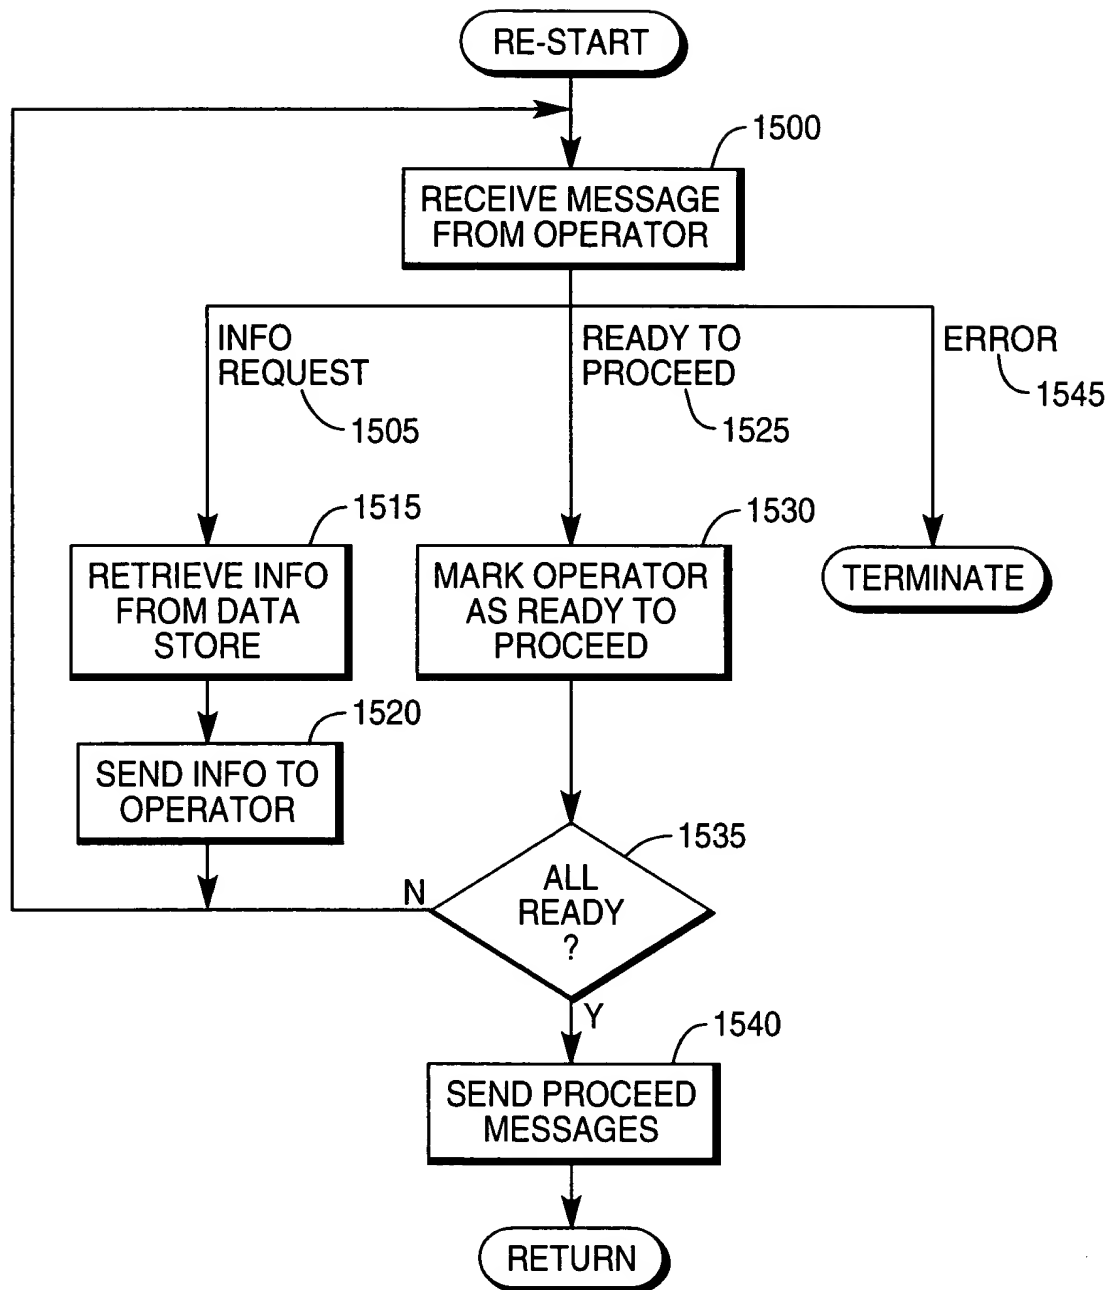 RE-START
1500
RECEIVE MESSAGE
FROM OPERATOR
INFO
REQUEST
1505
READY TO
PROCEED
1525
ERROR
1545
1515
RETRIEVE INFO
FROM DATA
STORE
1530
MARK OPERATOR
AS READY TO
PROCEED
TERMINATE
1520
SEND INFO TO
OPERATOR
1535
ALL
READY
?
N
Y
1540
SEND PROCEED
MESSAGES
RETURN